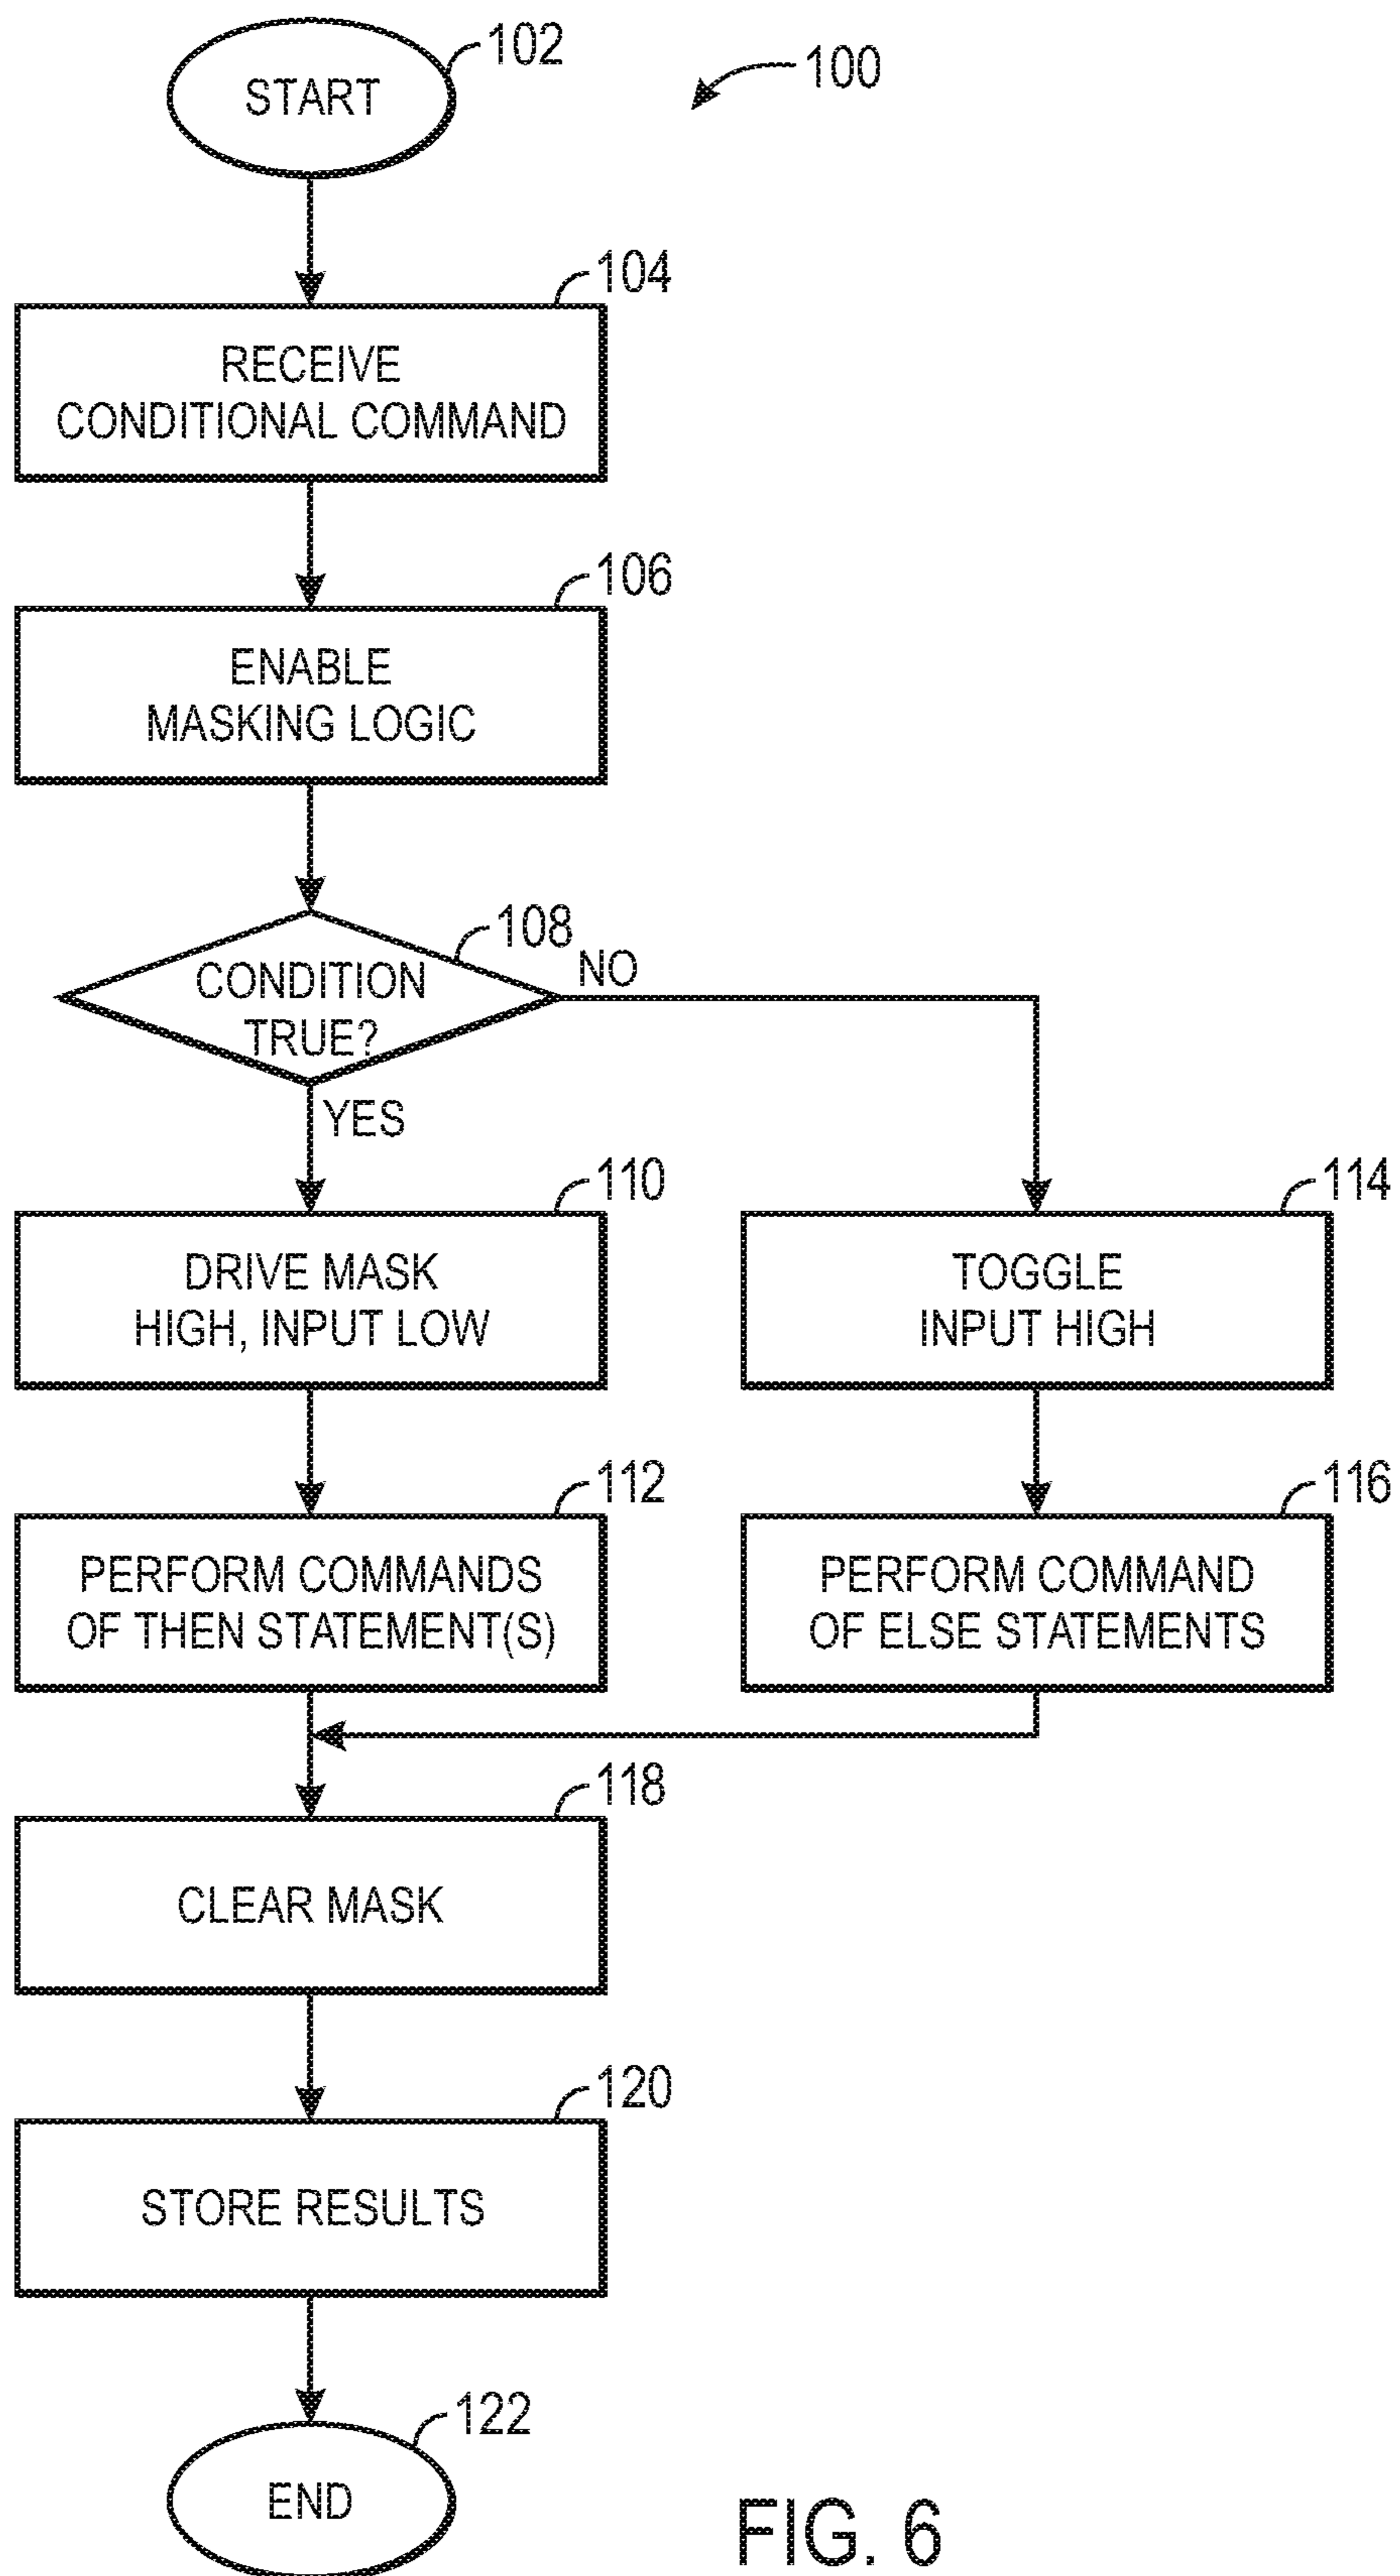 102
START
100
104
RECEIVE
CONDITIONAL COMMAND
106
ENABLE
MASKING LOGIC
108
CONDITION
TRUE?
NO
YES
110
DRIVE MASK
HIGH, INPUT LOW
114
TOGGLE
INPUT HIGH
112
PERFORM COMMANDS
OF THEN STATEMENT(S)
116
PERFORM COMMAND
OF ELSE STATEMENTS
118
CLEAR MASK
120
STORE RESULTS
122
END
FIG. 6